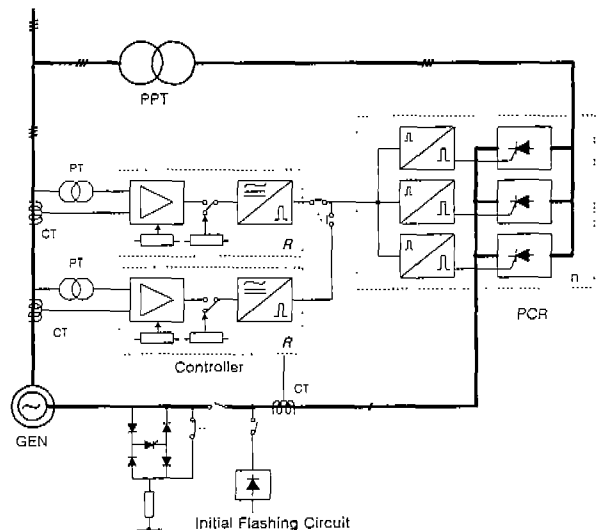 PPT
PT
CT
R
PT
CT
R
Controller
CT
GEN
n
PCR
Initial Flashing Circuit